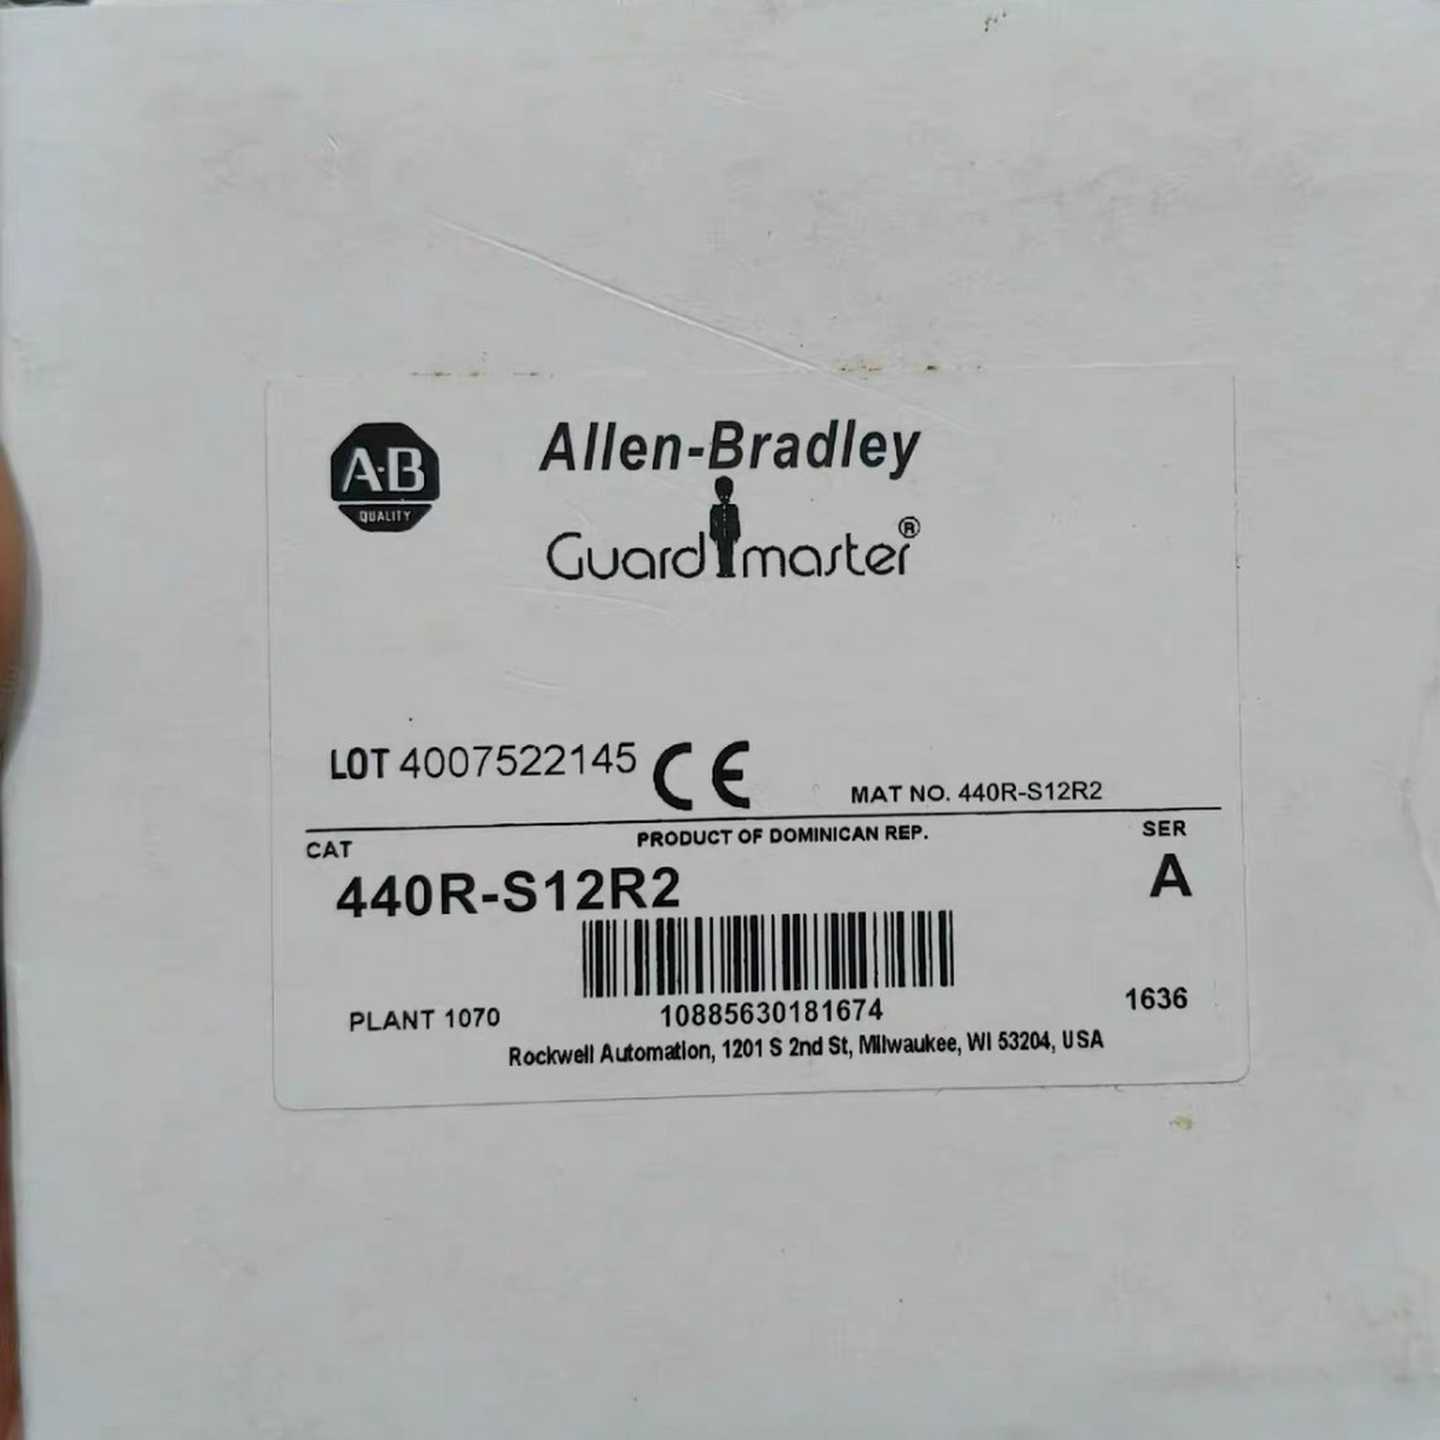 A-B
QUALITY
Allen-Bradley
Guardmaster®
LOT 4007522145 CE
MAT NO. 440R-S12R2
CAT
PRODUCT OF DOMINICAN REP.
SER
440R-S12R2
A
PLANT 1070
10885630181674
1636
Rockwell Automation, 1201 S 2nd St, Milwaukee, WI 53204, USA